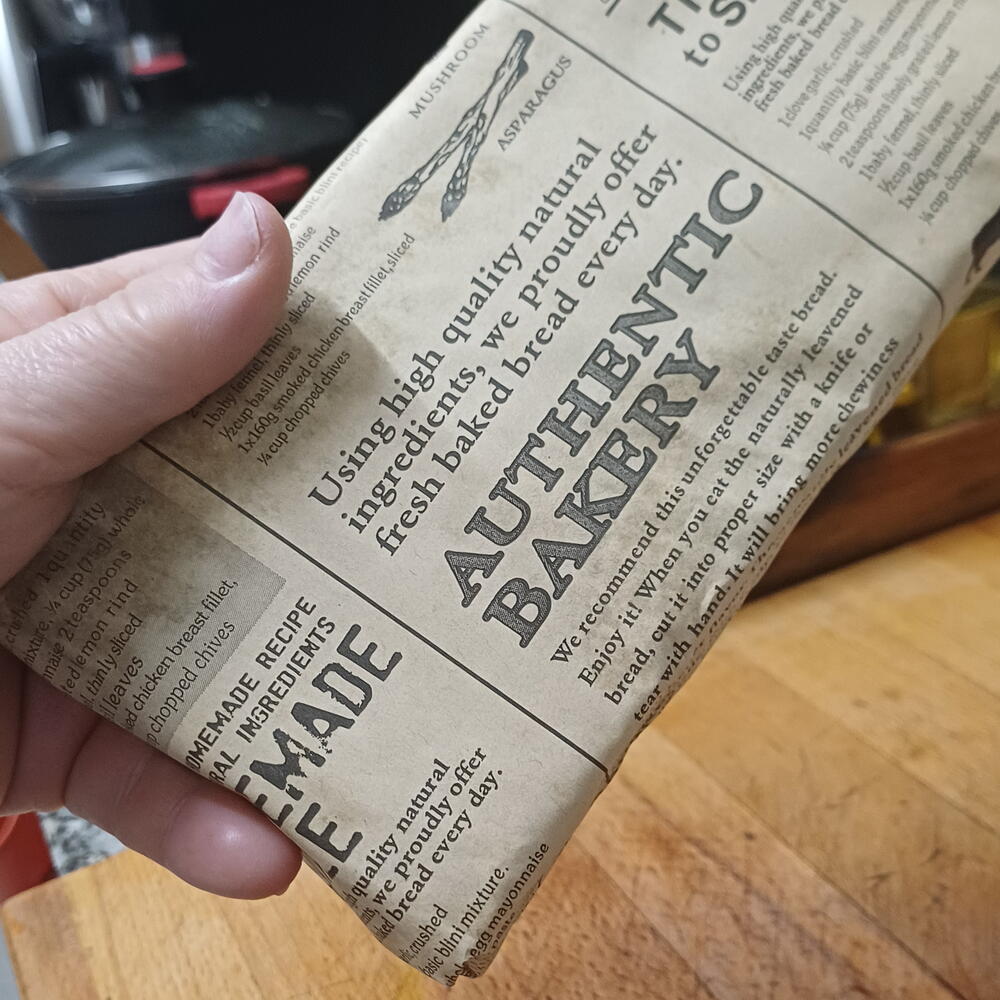 MUSHROOM
ASPARAGUS
basic blini recipe
lemon rind
thinly sliced
1 baby fennel, thinly sliced
½ cup basil leaves
1x160g smoked chicken breast fillet, sliced
¼ cup chopped chives
Using high quality natural
ingredients, we proudly offer
fresh baked bread every day.
AUTHENTIC
BAKERY
We recommend this unforgettable taste bread.
Enjoy it! When you eat the naturally leavened
bread, cut it into proper size with a knife or
tear with hand. It will bring more chewiness
to S
Using high
ingredients, we
fresh baked bread
1 clove garlic, crushed
1 quantity basic blini mixture
¼ cup (75g) whole-egg mayonnaise
2 teaspoons finely grated lemon
1 baby fennel, thinly sliced
½ cup basil leaves
1x160g smoked chicken
¼ cup chopped chives
crushed 1 quantity
mixture, ¼ cup (75g) whole
2 teaspoons
lemon rind
thinly sliced
leaves
chicken breast fillet,
chopped chives
OMEMADE RECIPE
RAL INGREDIENTS
EMADE
E
quality natural
we proudly offer
bread every day.
crushed
basic blini mixture.
egg mayonnaise